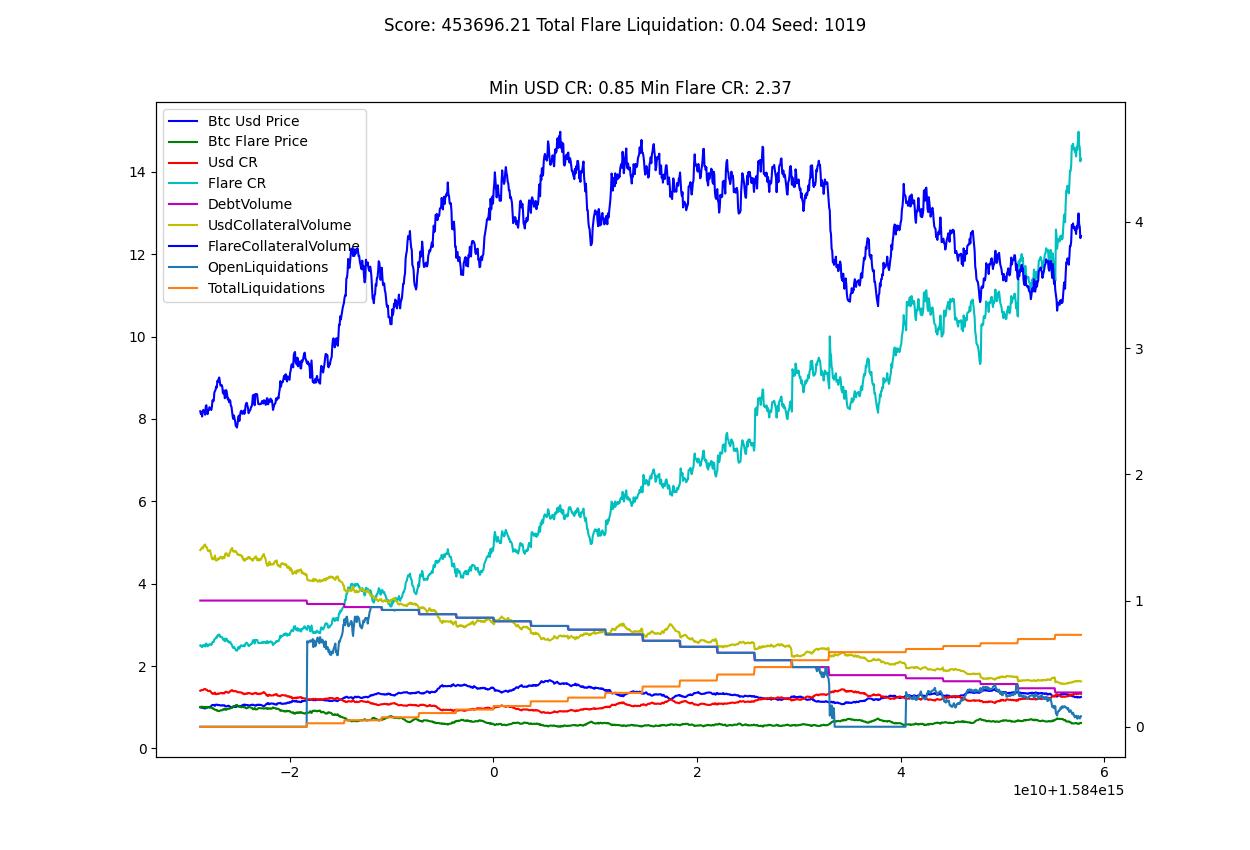 Score: 453696.21 Total Flare Liquidation: 0.04 Seed: 1019
Min USD CR: 0.85 Min Flare CR: 2.37
Btc Usd Price
Btc Flare Price
Usd CR
Flare CR
DebtVolume
UsdCollateralVolume
FlareCollateralVolume
OpenLiquidations
TotalLiquidations
14
12
10
8
6
4
2
0
4
3
2
1
0
−2
0
2
4
6
1e10+1.584e15